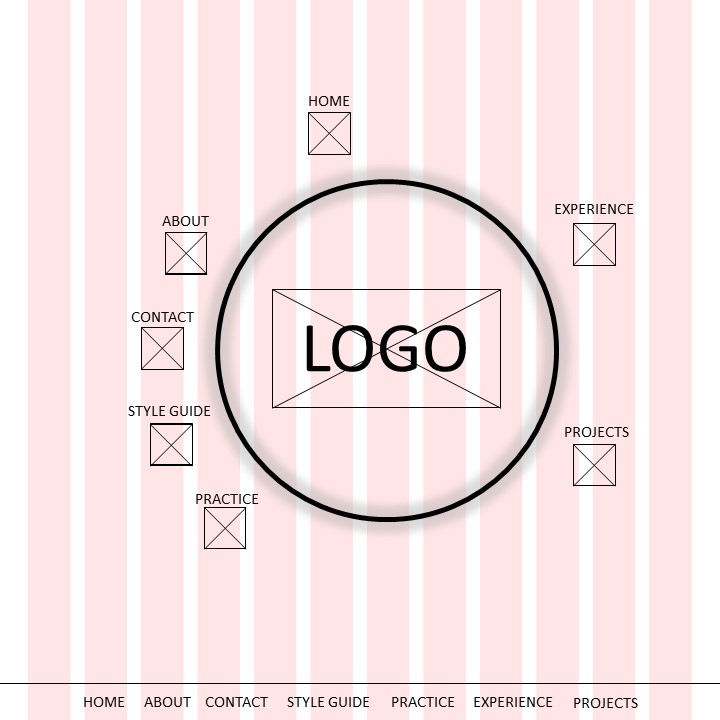 HOME
EXPERIENCE
ABOUT
CONTACT
LOGO
STYLE GUIDE
PROJECTS
PRACTICE
HOME ABOUT CONTACT STYLE GUIDE PRACTICE EXPERIENCE PROJECTS